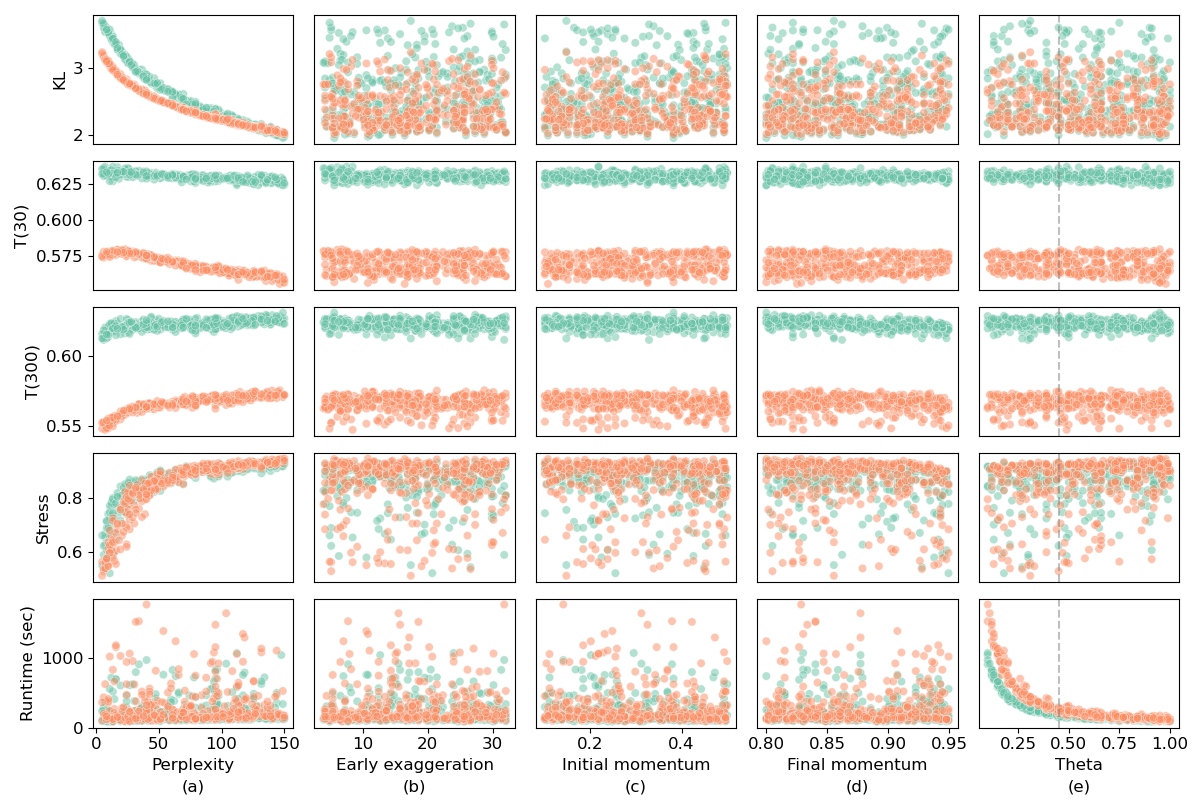 KL
3
2
T(30)
0.625
0.600
0.575
T(300)
0.60
0.55
Stress
0.8
0.6
Runtime (sec)
1000
0
0 50 100 150 10 20 30 0.2 0.4 0.80 0.85 0.90 0.95 0.25 0.50 0.75 1.00
Perplexity Early exaggeration Initial momentum Final momentum Theta
(a) (b) (c) (d) (e)